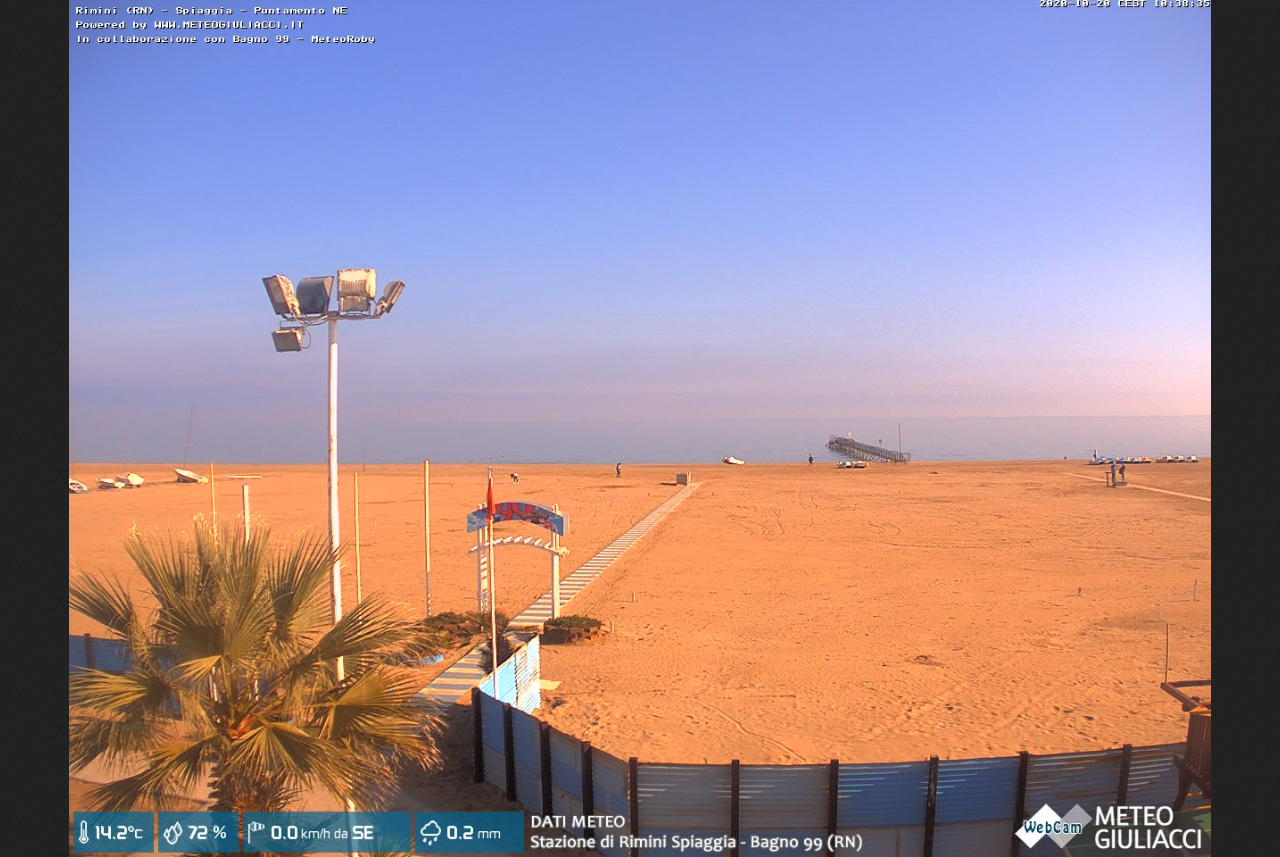 Rimini (RN) - Spiaggia - Puntamento NE
Powered by WWW.METEOGIULIACCI.IT
In collaborazione con Bagno 99 - MeteoRoby
2020-10-20 CEST 10:38:35
14.2°c
72 %
0.0 km/h da SE
0.2 mm
DATI METEO
Stazione di Rimini Spiaggia - Bagno 99 (RN)
WebCam
METEO
GIULIACCI